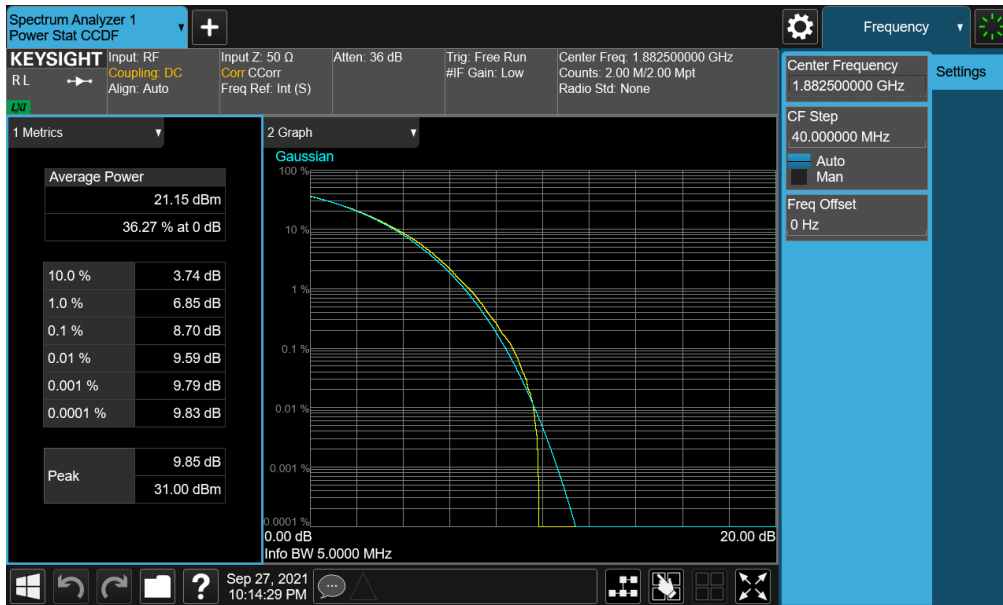 Spectrum Analyzer 1
Power Stat CCDF
Frequency
KEYSIGHT
RL
LXI
Input: RF
Coupling: DC
Align: Auto
Input Z: 50 Ω
Corr CCorr
Freq Ref: Int (S)
Atten: 36 dB
Trig: Free Run
#IF Gain: Low
Center Freq: 1.882500000 GHz
Counts: 2.00 M/2.00 Mpt
Radio Std: None
Center Frequency
1.882500000 GHz
Settings
CF Step
40.000000 MHz
Auto
Man
Freq Offset
0 Hz
1 Metrics
Average Power
21.15 dBm
36.27 % at 0 dB
10.0 % 3.74 dB
1.0 % 6.85 dB
0.1 % 8.70 dB
0.01 % 9.59 dB
0.001 % 9.79 dB
0.0001 % 9.83 dB
Peak
9.85 dB
31.00 dBm
2 Graph
Gaussian
100 %
10 %
1 %
0.1 %
0.01 %
0.001 %
0.0001 %
0.00 dB 20.00 dB
Info BW 5.0000 MHz
?
Sep 27, 2021
10:14:29 PM